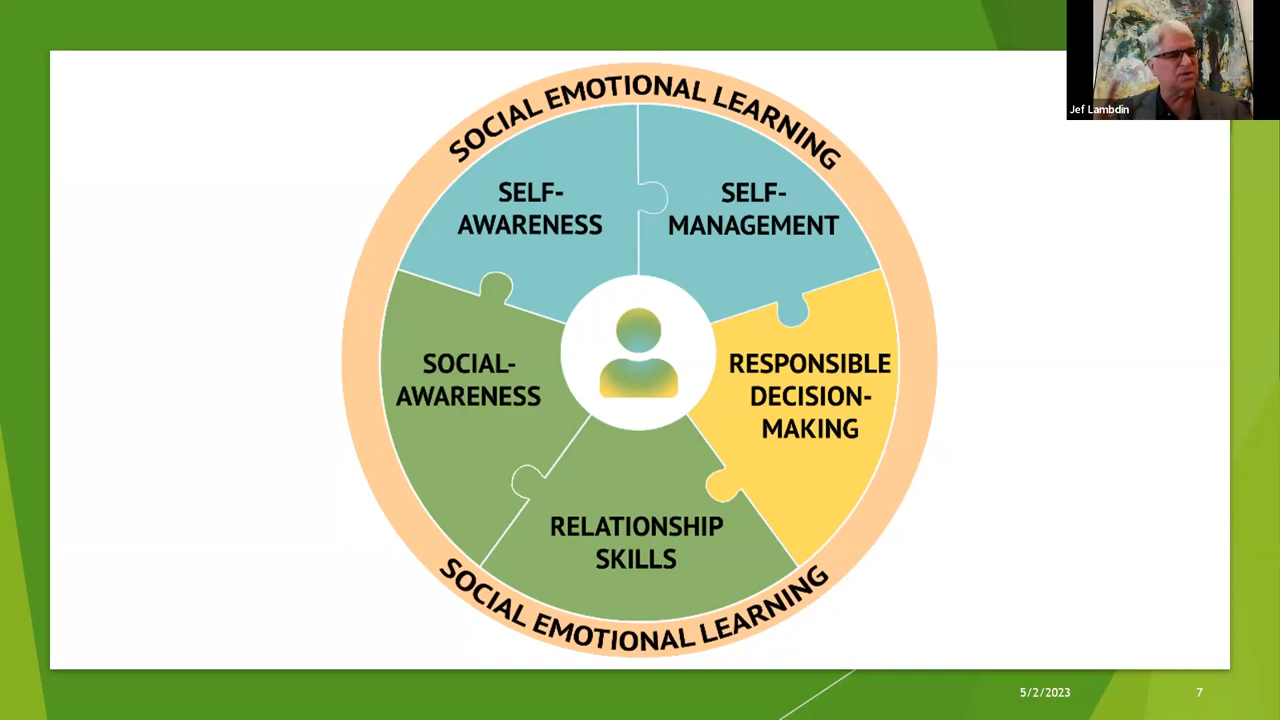 SOCIAL EMOTIONAL LEARNING
SELF-
AWARENESS
SELF-
MANAGEMENT
SOCIAL-
AWARENESS
RESPONSIBLE
DECISION-
MAKING
RELATIONSHIP
SKILLS
SOCIAL EMOTIONAL LEARNING
Jef Lambdin
5/2/2023
7